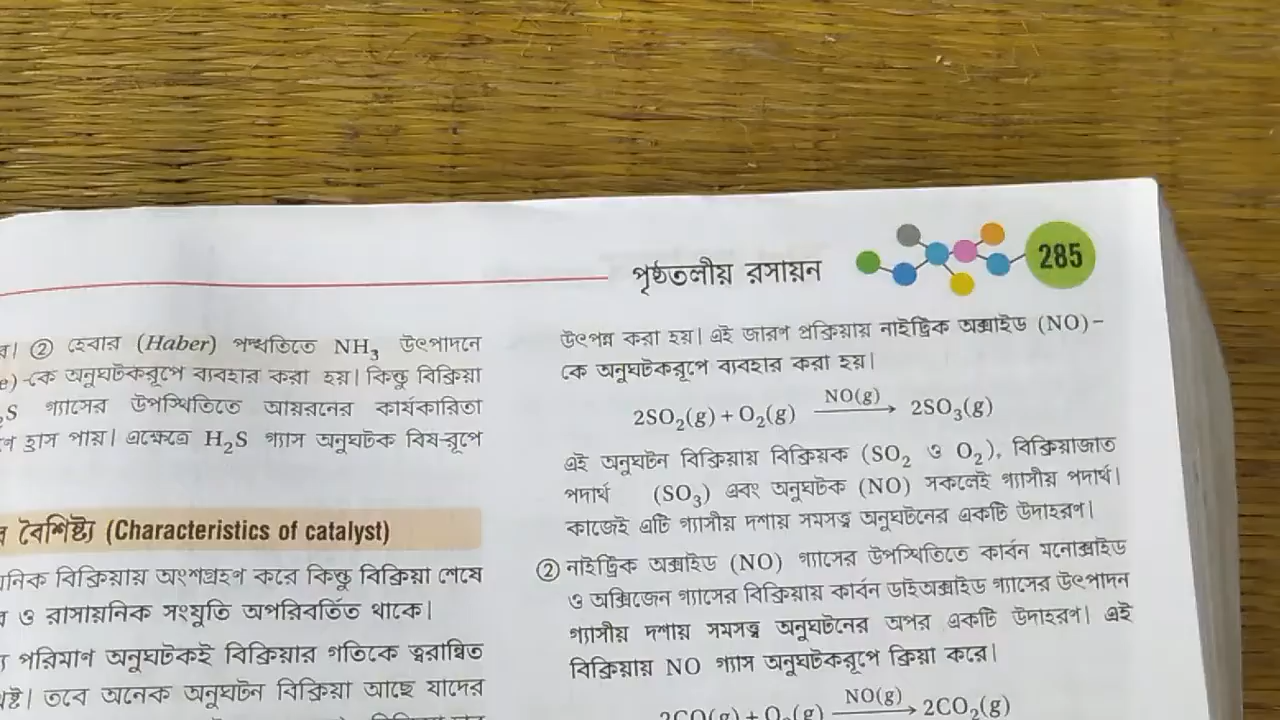 পৃষ্ঠতলীয় রসায়ন
285
② হেবার (Haber) পদ্ধতিতে NH₃ উৎপাদনে
-কে অনুঘটকরূপে ব্যবহার করা হয়। কিন্তু বিক্রিয়া
গ্যাসের উপস্থিতিতে আয়রনের কার্যকারিতা
হ্রাস পায়। এক্ষেত্রে H₂S গ্যাস অনুঘটক বিষ-রূপে
বৈশিষ্ট্য (Characteristics of catalyst)
বিক্রিয়ায় অংশগ্রহণ করে কিন্তু বিক্রিয়া শেষে
ও রাসায়নিক সংযুতি অপরিবর্তিত থাকে।
পরিমাণ অনুঘটকই বিক্রিয়ার গতিকে ত্বরান্বিত
তবে অনেক অনুঘটন বিক্রিয়া আছে যাদের
উৎপন্ন করা হয়। এই জারণ প্রক্রিয়ায় নাইট্রিক অক্সাইড (NO)-
কে অনুঘটকরূপে ব্যবহার করা হয়।
2SO₂(g) + O₂(g) —NO(g)→ 2SO₃(g)
এই অনুঘটন বিক্রিয়ায় বিক্রিয়ক (SO₂ ও O₂), বিক্রিয়াজাত
পদার্থ (SO₃) এবং অনুঘটক (NO) সকলেই গ্যাসীয় পদার্থ।
কাজেই এটি গ্যাসীয় দশায় সমসত্ত্ব অনুঘটনের একটি উদাহরণ।
② নাইট্রিক অক্সাইড (NO) গ্যাসের উপস্থিতিতে কার্বন মনোক্সাইড
ও অক্সিজেন গ্যাসের বিক্রিয়ায় কার্বন ডাইঅক্সাইড গ্যাসের উৎপাদন
গ্যাসীয় দশায় সমসত্ত্ব অনুঘটনের অপর একটি উদাহরণ। এই
বিক্রিয়ায় NO গ্যাস অনুঘটকরূপে ক্রিয়া করে।
2CO(g) + O₂(g) —NO(g)→ 2CO₂(g)